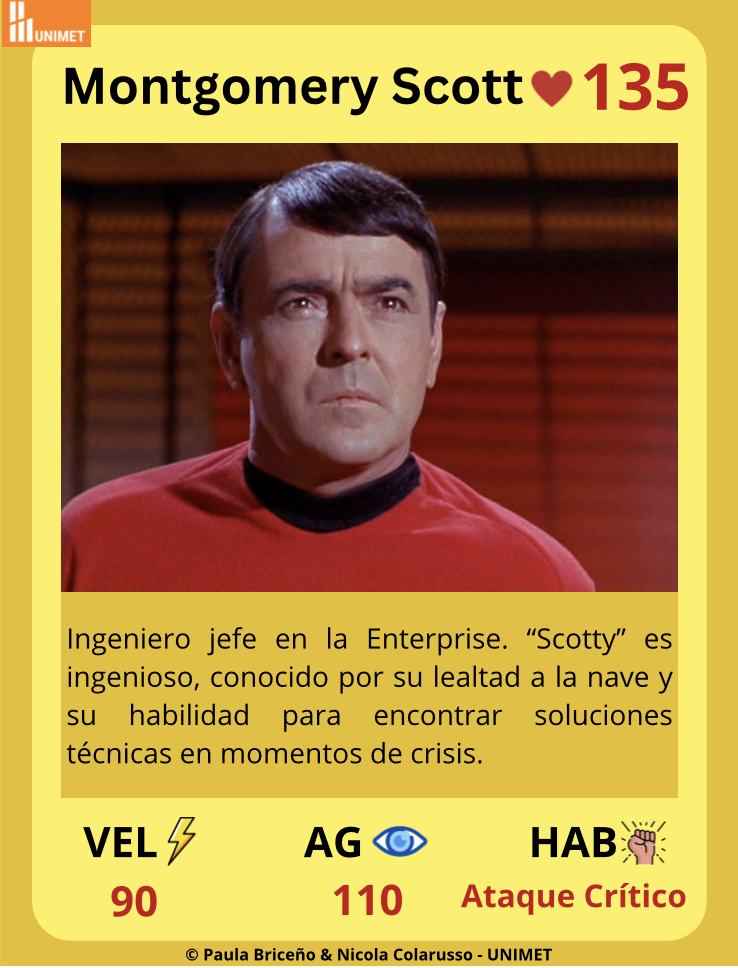 UNIMET
Montgomery Scott 135
Ingeniero jefe en la Enterprise. “Scotty” es
ingenioso, conocido por su lealtad a la nave y
su habilidad para encontrar soluciones
técnicas en momentos de crisis.
VEL AG HAB
90 110 Ataque Crítico
© Paula Briceño & Nicola Colarusso - UNIMET